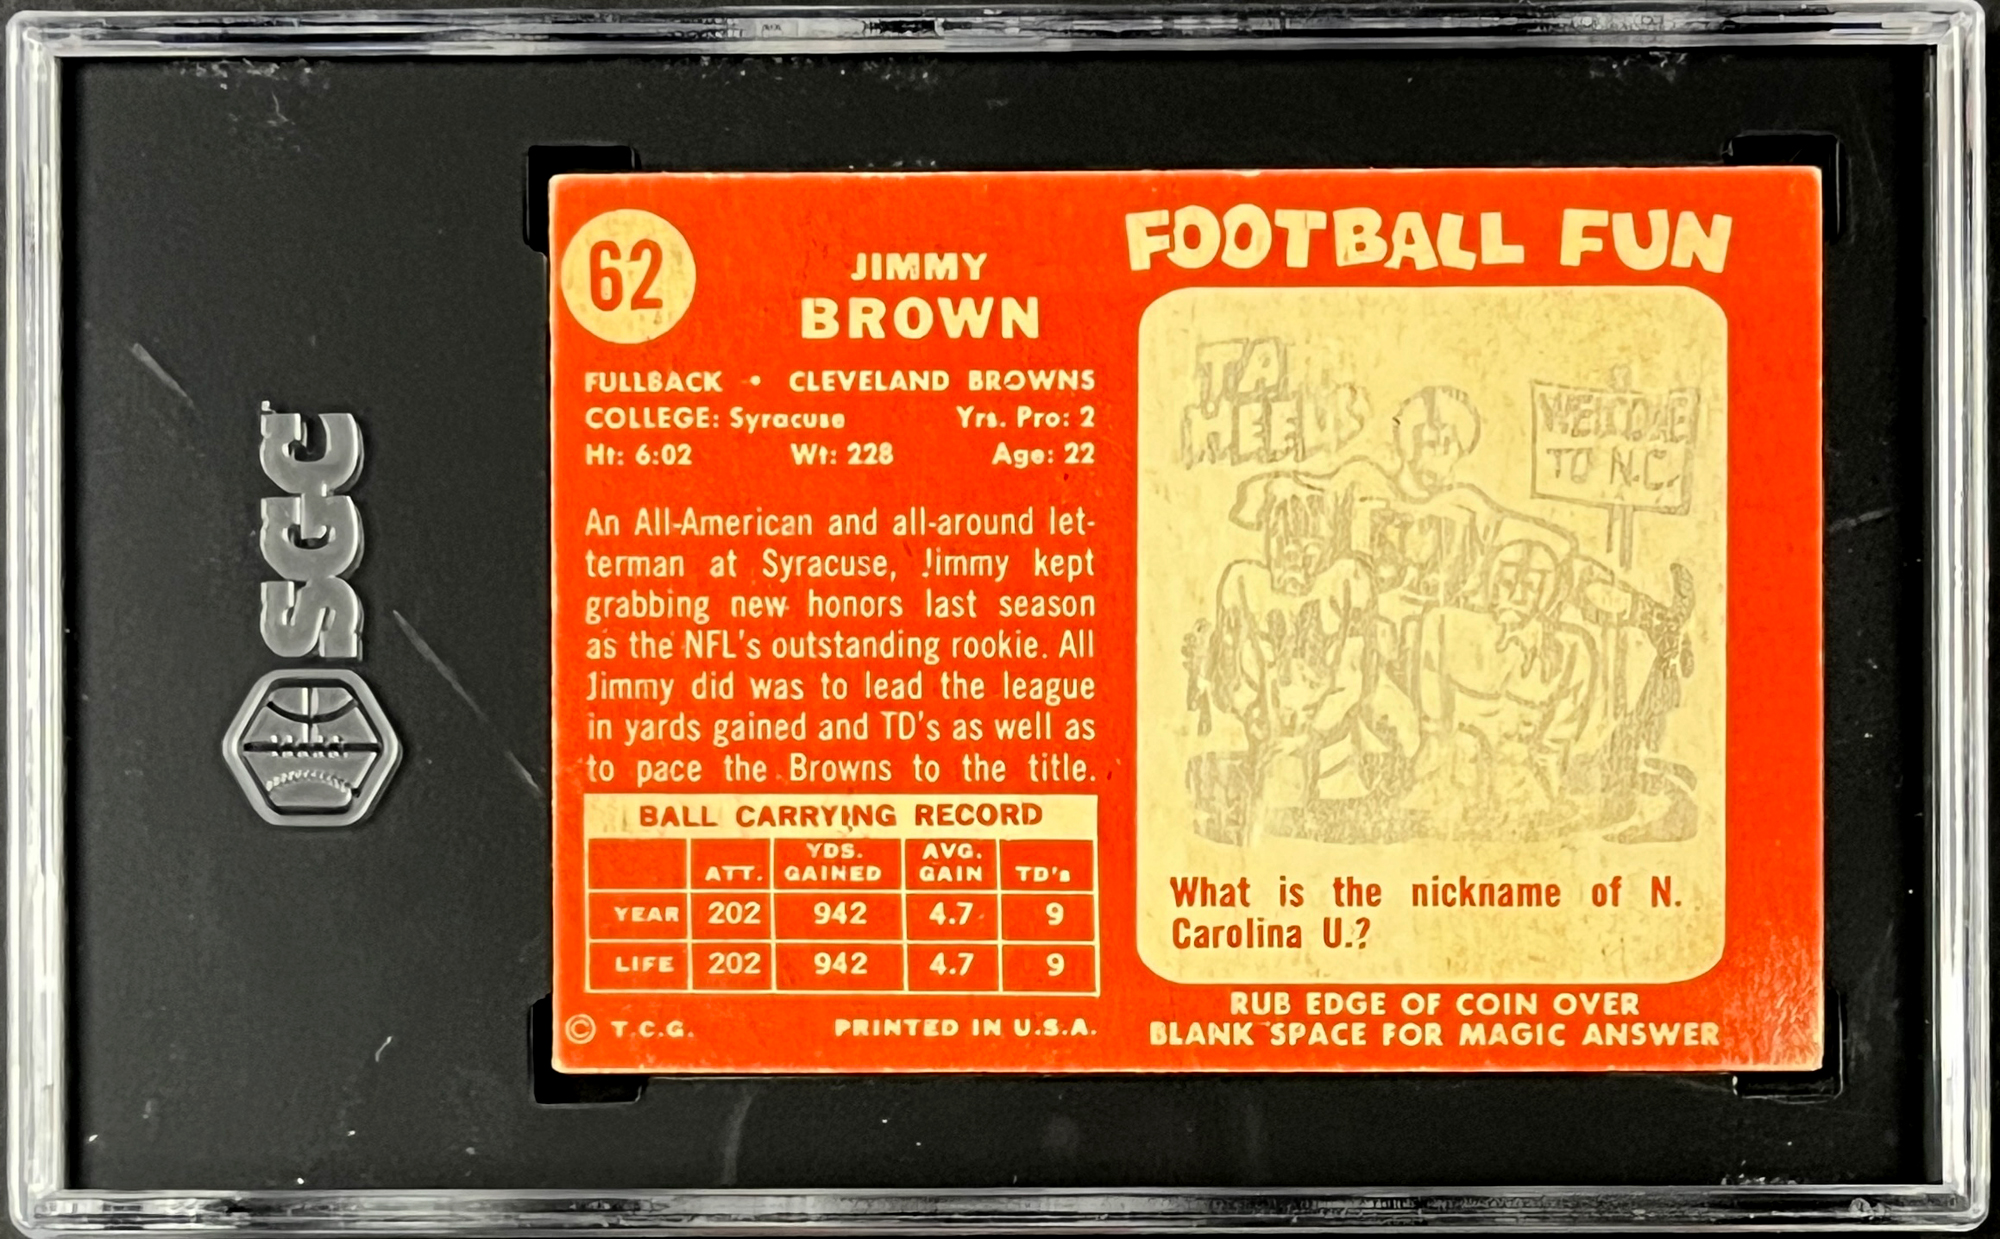 SGC
62
JIMMY
BROWN
FULLBACK • CLEVELAND BROWNS
COLLEGE: Syracuse Yrs. Pro: 2
Ht: 6:02 Wt: 228 Age: 22
An All-American and all-around let-
terman at Syracuse, Jimmy kept
grabbing new honors last season
as the NFL's outstanding rookie. All
Jimmy did was to lead the league
in yards gained and TD's as well as
to pace the Browns to the title.
BALL CARRYING RECORD
ATT. YDS. GAINED AVG. GAIN TD's
YEAR 202 942 4.7 9
LIFE 202 942 4.7 9
© T.C.G. PRINTED IN U.S.A.
FOOTBALL FUN
TAR
HEELS
WELCOME
TO N.C.
What is the nickname of N.
Carolina U.?
RUB EDGE OF COIN OVER
BLANK SPACE FOR MAGIC ANSWER